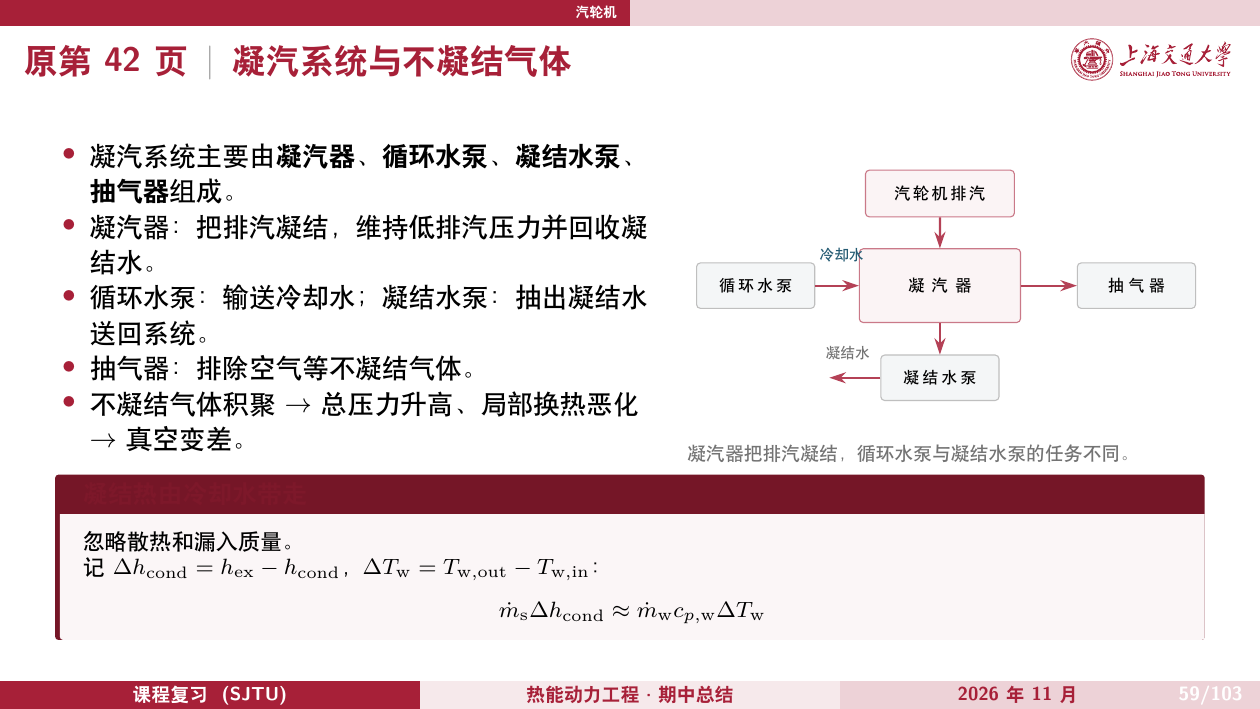 汽轮机
原第 42 页 | 凝汽系统与不凝结气体
上海交通大学
SHANGHAI JIAO TONG UNIVERSITY
• 凝汽系统主要由凝汽器、循环水泵、凝结水泵、
抽气器组成。
• 凝汽器：把排汽凝结，维持低排汽压力并回收凝
结水。
• 循环水泵：输送冷却水；凝结水泵：抽出凝结水
送回系统。
• 抽气器：排除空气等不凝结气体。
• 不凝结气体积聚 → 总压力升高、局部换热恶化
→ 真空变差。
汽轮机排汽
冷却水
循环水泵
凝汽器
抽气器
凝结水
凝结水泵
凝汽器把排汽凝结，循环水泵与凝结水泵的任务不同。
凝结热由冷却水带走
忽略散热和漏入质量。
记 Δh_cond = h_ex − h_cond，ΔT_w = T_w,out − T_w,in：
ṁ_sΔh_cond ≈ ṁ_wc_p,wΔT_w
课程复习 (SJTU)
热能动力工程 · 期中总结
2026 年 11 月
59/103